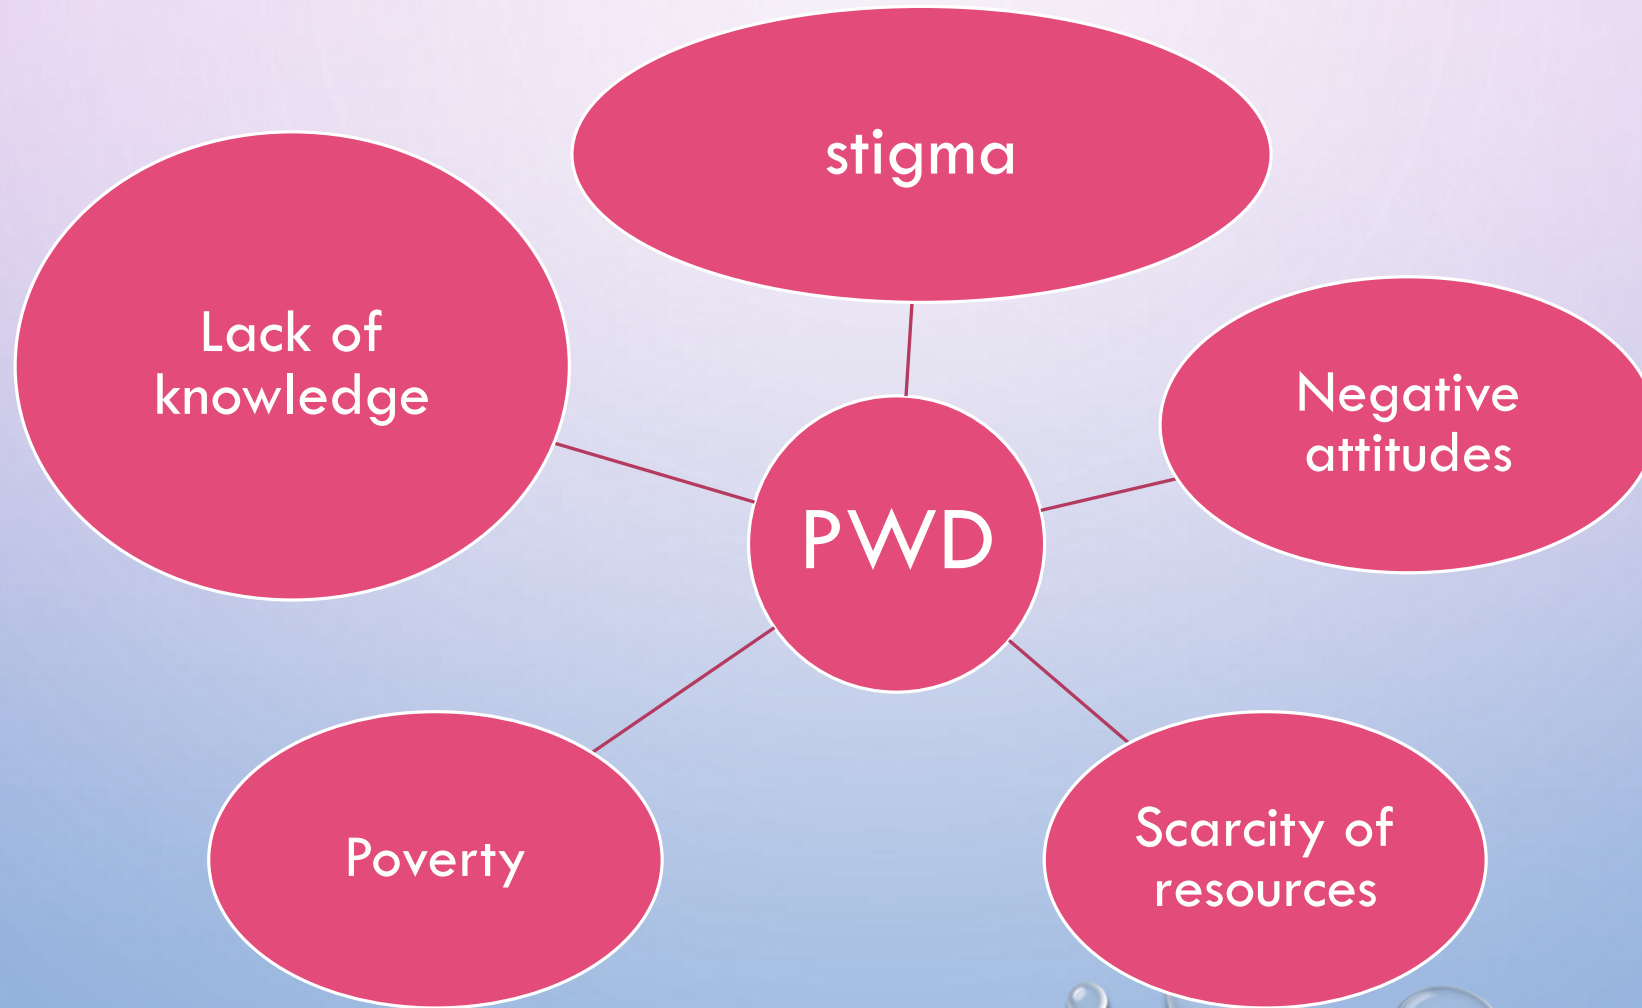 stigma
Lack of
knowledge
Negative
attitudes
PWD
Poverty
Scarcity of
resources